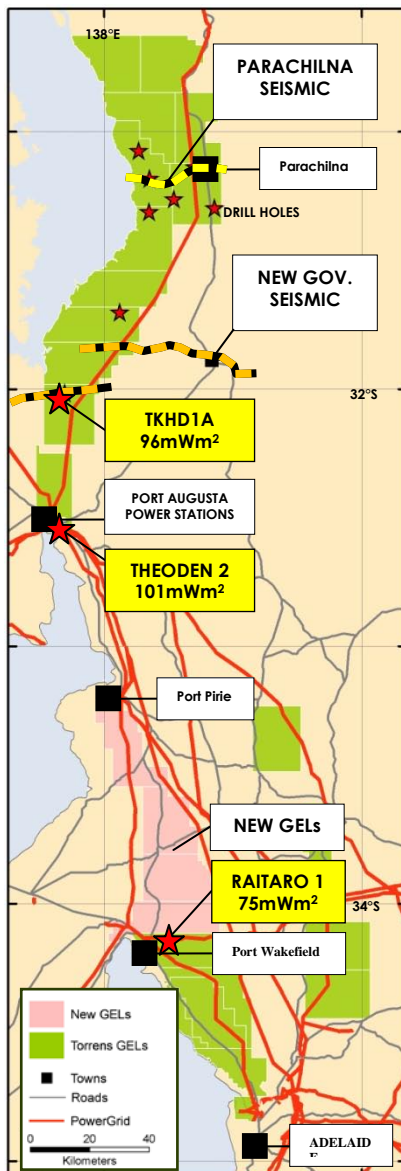 138°E
PARACHILNA
SEISMIC
Parachilna
DRILL HOLES
NEW GOV.
SEISMIC
32°S
TKHD1A
96mWm²
PORT AUGUSTA
POWER STATIONS
THEODEN 2
101mWm²
Port Pirie
NEW GELs
RAITARO 1
75mWm²
34°S
Port Wakefield
New GELs
Torrens GELs
Towns
Roads
PowerGrid
0 20 40
Kilometers
ADELAID